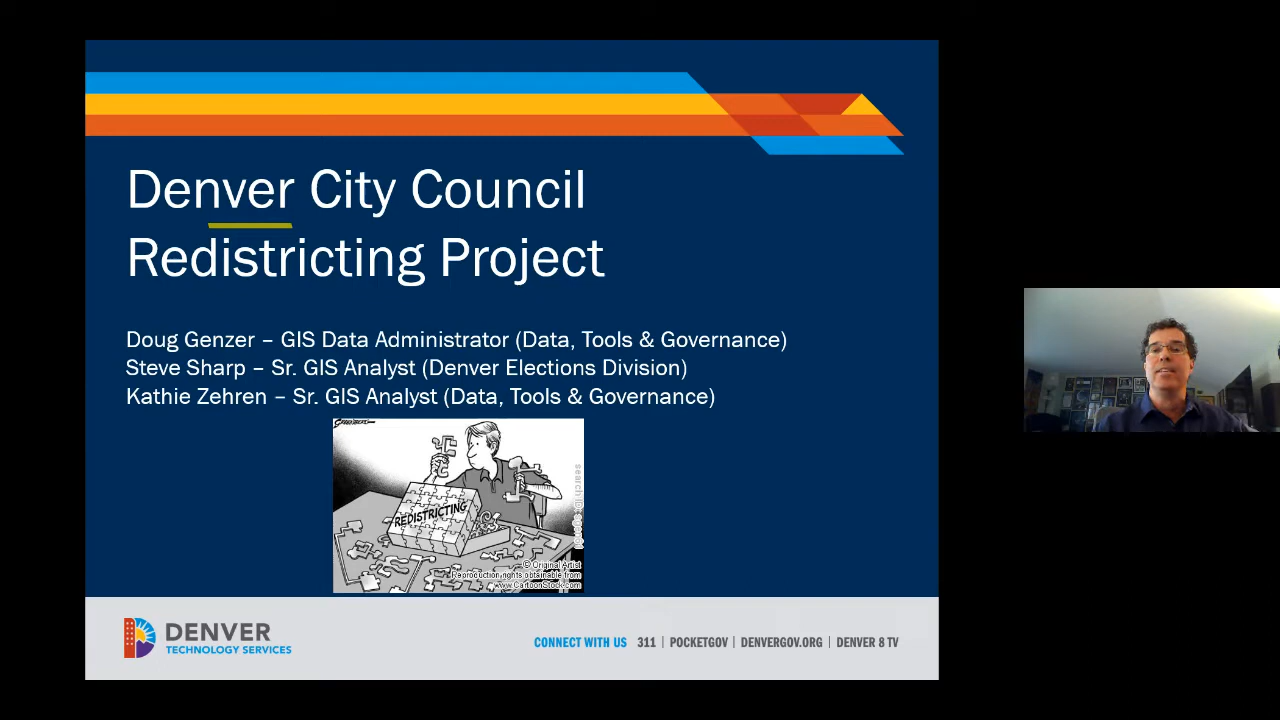 Denver City Council
Redistricting Project
Doug Genzer – GIS Data Administrator (Data, Tools & Governance)
Steve Sharp – Sr. GIS Analyst (Denver Elections Division)
Kathie Zehren – Sr. GIS Analyst (Data, Tools & Governance)
REDISTRICTING
© Original Artist
Reproduction rights obtainable from
www.CartoonStock.com
DENVER
TECHNOLOGY SERVICES
CONNECT WITH US 311 | POCKETGOV | DENVERGOV.ORG | DENVER 8 TV